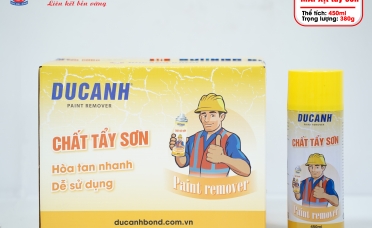 Liên kết bền vững
Thể tích: 450ml
Trọng lượng: 360g
DUCANH
PAINT REMOVER
CHẤT TẨY SƠN
Hòa tan nhanh
Dễ sử dụng
Paint remover
ducanhbond.com.vn
DUCANH
CHẤT TẨY SƠN
Paint remover